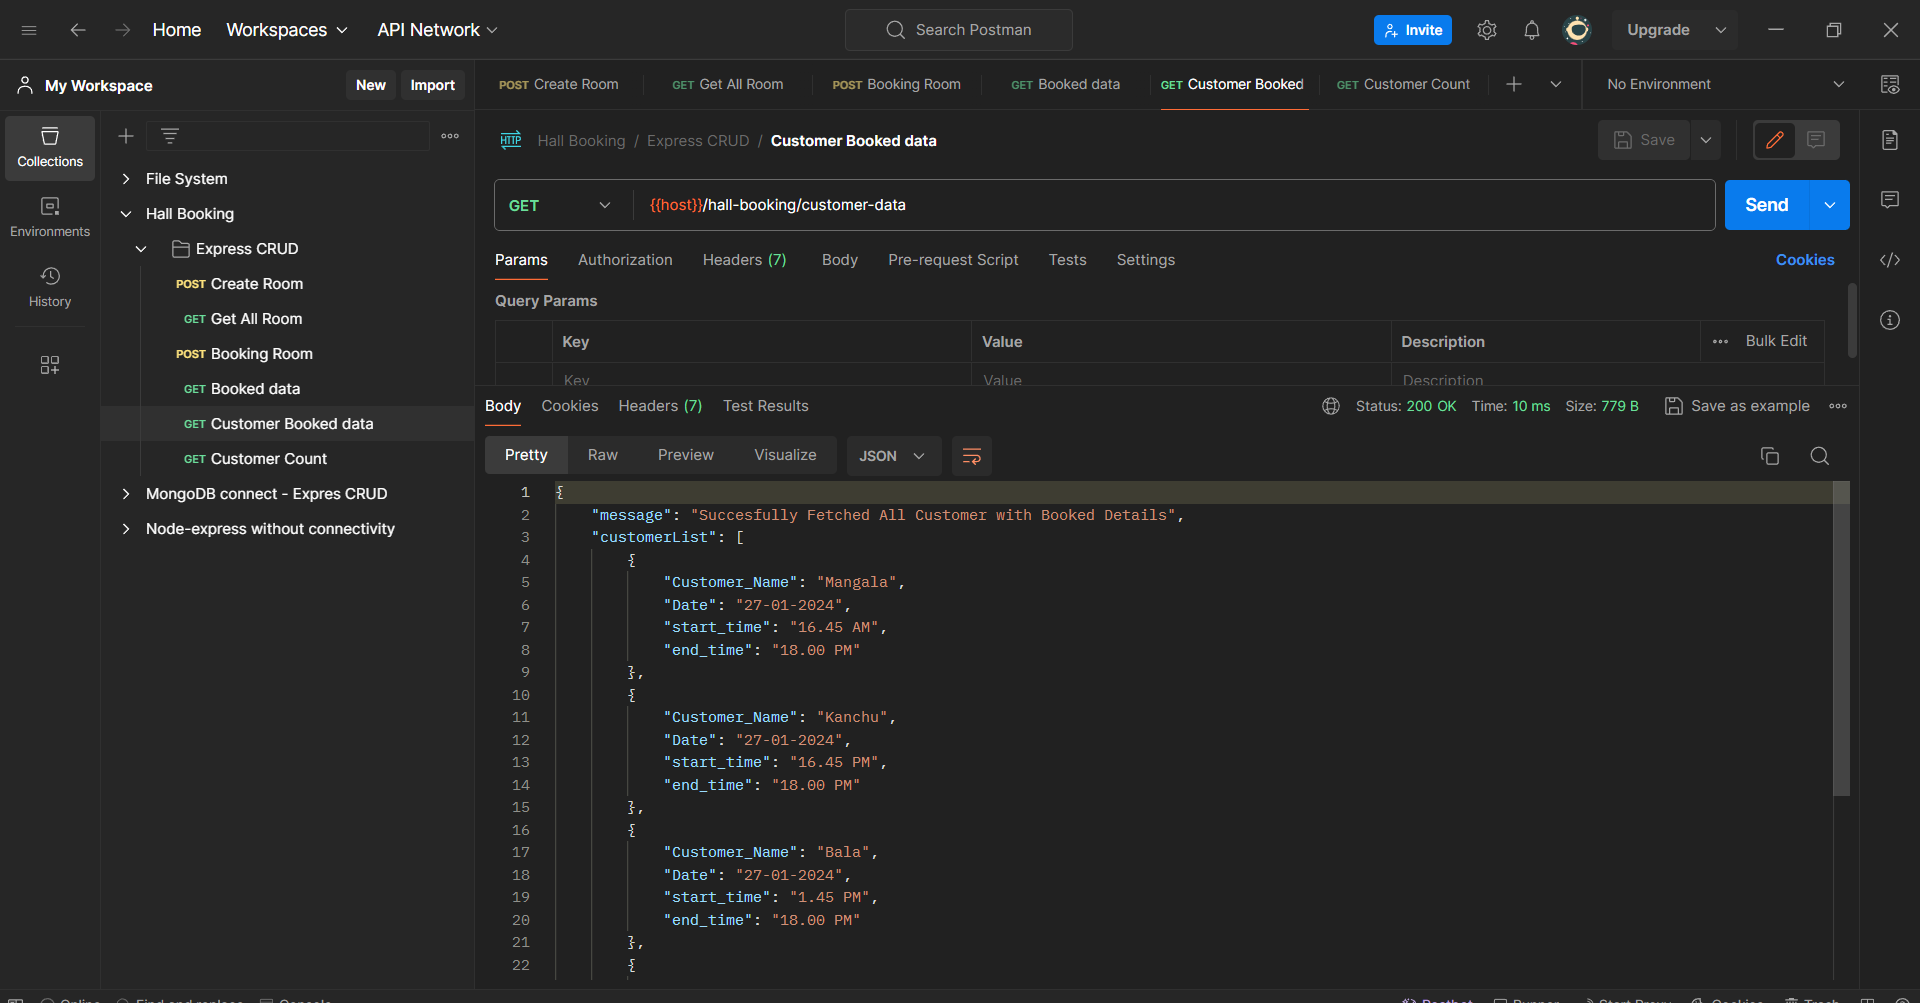 Home
Workspaces
API Network
Search Postman
Invite
Upgrade
My Workspace
New
Import
POST Create Room
GET Get All Room
POST Booking Room
GET Booked data
GET Customer Booked
GET Customer Count
No Environment
Collections
Environments
History
File System
Hall Booking
Express CRUD
POST Create Room
GET Get All Room
POST Booking Room
GET Booked data
GET Customer Booked data
GET Customer Count
MongoDB connect - Expres CRUD
Node-express without connectivity
HTTP Hall Booking / Express CRUD / Customer Booked data
Save
GET {{host}}/hall-booking/customer-data
Send
Params Authorization Headers (7) Body Pre-request Script Tests Settings Cookies
Query Params
Key Value Description Bulk Edit
Key Value Description
Body Cookies Headers (7) Test Results Status: 200 OK Time: 10 ms Size: 779 B Save as example
Pretty Raw Preview Visualize JSON
1 {
2 "message": "Succesfully Fetched All Customer with Booked Details",
3 "customerList": [
4 {
5 "Customer_Name": "Mangala",
6 "Date": "27-01-2024",
7 "start_time": "16.45 AM",
8 "end_time": "18.00 PM"
9 },
10 {
11 "Customer_Name": "Kanchu",
12 "Date": "27-01-2024",
13 "start_time": "16.45 PM",
14 "end_time": "18.00 PM"
15 },
16 {
17 "Customer_Name": "Bala",
18 "Date": "27-01-2024",
19 "start_time": "1.45 PM",
20 "end_time": "18.00 PM"
21 },
22 {
Online Find and replace Console Postbot Runner Start Proxy Cookies Trash